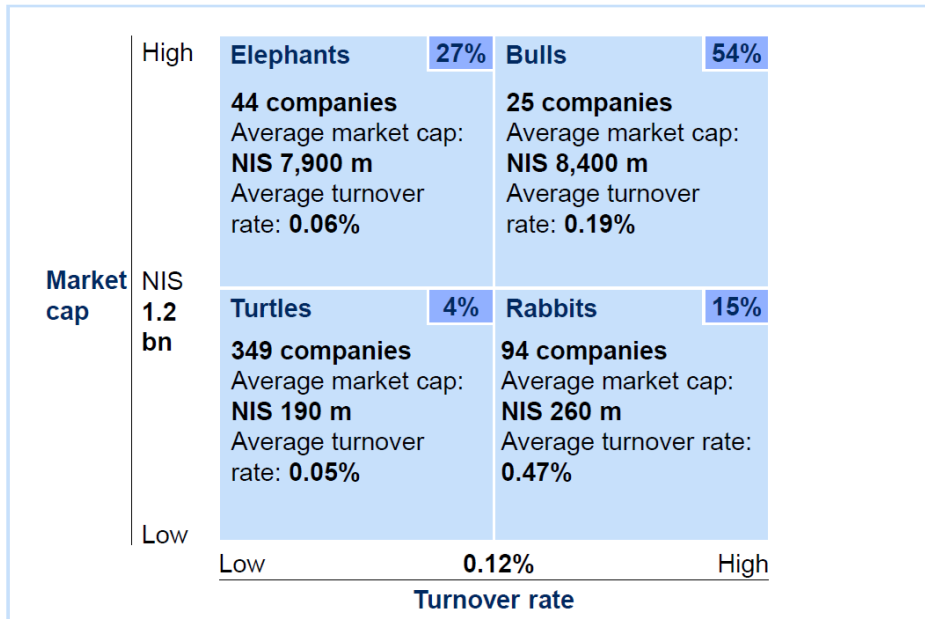 High
Elephants 27%
44 companies
Average market cap:
NIS 7,900 m
Average turnover
rate: 0.06%
Bulls 54%
25 companies
Average market cap:
NIS 8,400 m
Average turnover
rate: 0.19%
Market
cap
NIS
1.2
bn
Turtles 4%
349 companies
Average market cap:
NIS 190 m
Average turnover
rate: 0.05%
Rabbits 15%
94 companies
Average market cap:
NIS 260 m
Average turnover rate:
0.47%
Low
Low 0.12% High
Turnover rate